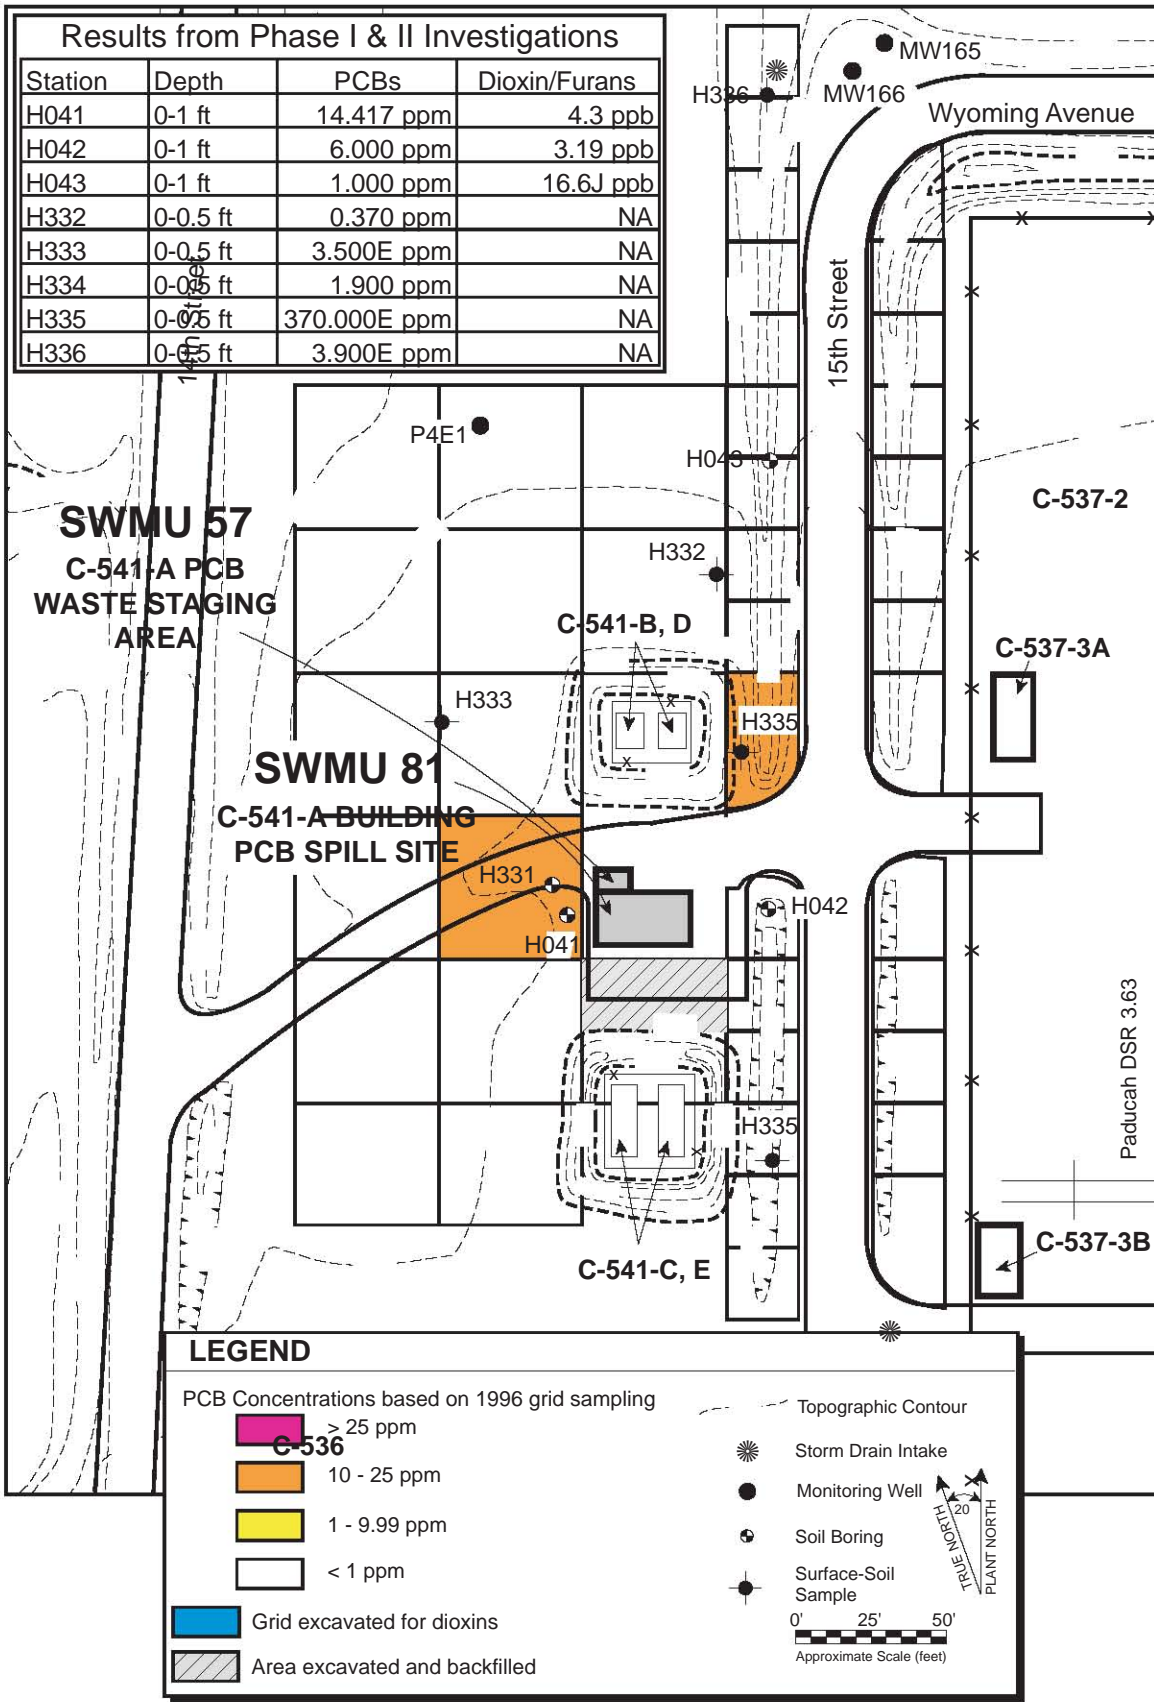 Results from Phase I & II Investigations
Station Depth PCBs Dioxin/Furans
H041 0-1 ft 14.417 ppm 4.3 ppb
H042 0-1 ft 6.000 ppm 3.19 ppb
H043 0-1 ft 1.000 ppm 16.6J ppb
H332 0-0.5 ft 0.370 ppm NA
H333 0-0.5 ft 3.500E ppm NA
H334 0-0.5 ft 1.900 ppm NA
H335 0-0.5 ft 370.000E ppm NA
H336 0-0.5 ft 3.900E ppm NA
14th Street
MW165
MW166
H336
Wyoming Avenue
15th Street
P4E1
H043
C-537-2
SWMU 57
C-541-A PCB
WASTE STAGING
AREA
H332
C-541-B, D
C-537-3A
H333
H335
SWMU 81
C-541-A BUILDING
PCB SPILL SITE
H331
H041
H042
Paducah DSR 3.63
H335
C-541-C, E
C-537-3B
LEGEND
PCB Concentrations based on 1996 grid sampling
> 25 ppm
C-536
10 - 25 ppm
1 - 9.99 ppm
< 1 ppm
Grid excavated for dioxins
Area excavated and backfilled
Topographic Contour
Storm Drain Intake
Monitoring Well
Soil Boring
Surface-Soil
Sample
TRUE NORTH
20
PLANT NORTH
0' 25' 50'
Approximate Scale (feet)